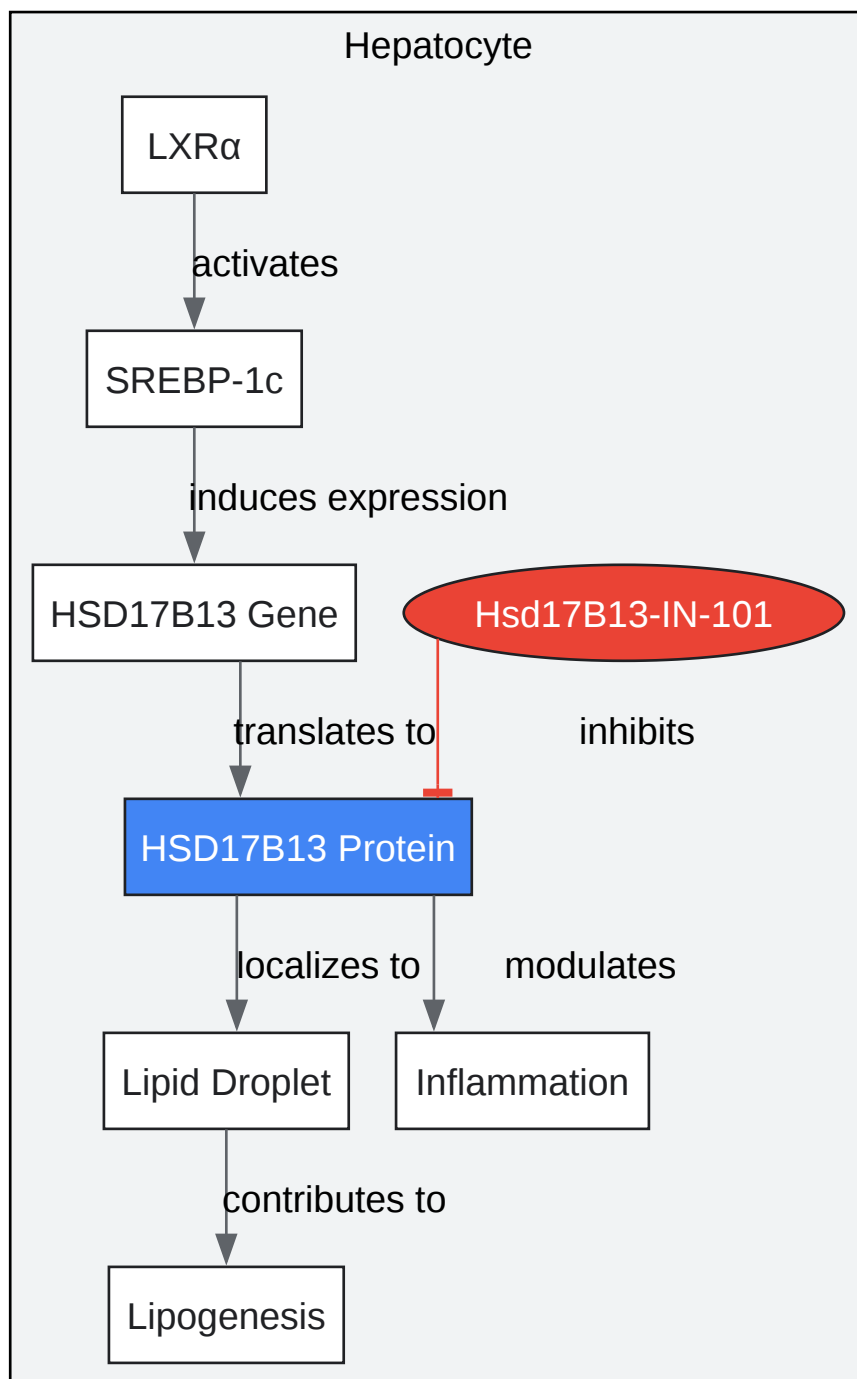 Hepatocyte
LXRα
activates
SREBP-1c
induces expression
HSD17B13 Gene
Hsd17B13-IN-101
translates to
inhibits
HSD17B13 Protein
localizes to
modulates
Lipid Droplet
Inflammation
contributes to
Lipogenesis